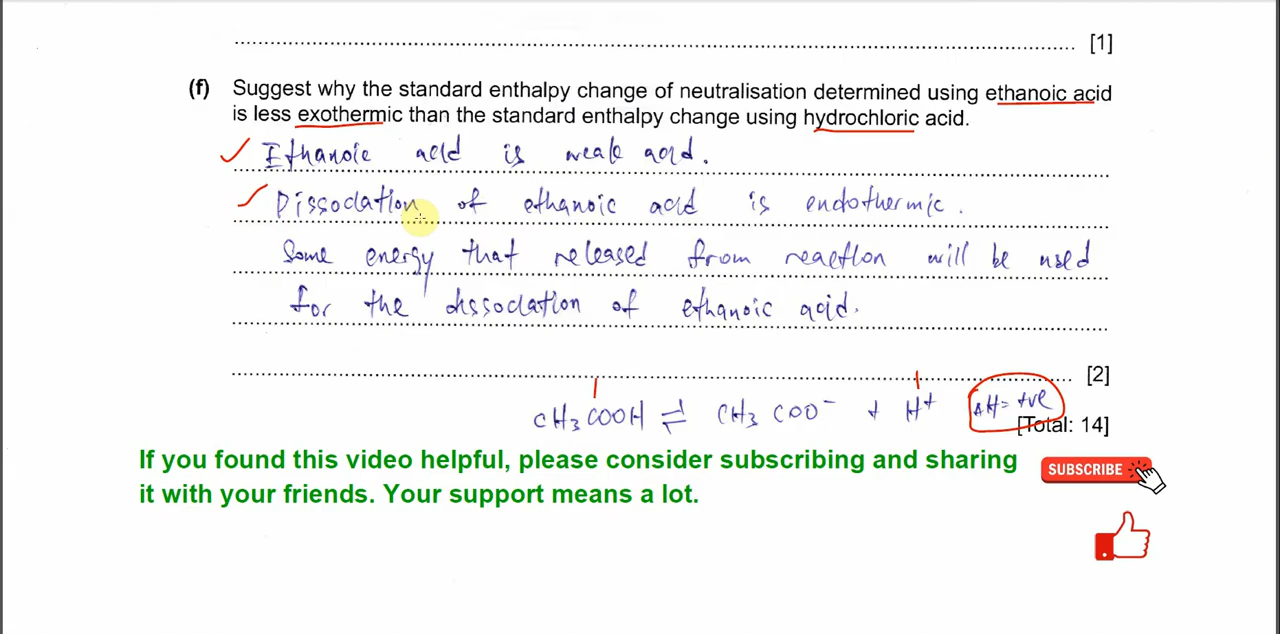 [1]
(f) Suggest why the standard enthalpy change of neutralisation determined using ethanoic acid
is less exothermic than the standard enthalpy change using hydrochloric acid.
Ethanoic acid is weak acid.
Dissociation of ethanoic acid is endothermic.
Some energy that released from reaction will be used
for the dissociation of ethanoic acid.
[2]
CH3COOH ⇌ CH3COO⁻ + H⁺ ΔH= +ve
[Total: 14]
If you found this video helpful, please consider subscribing and sharing
it with your friends. Your support means a lot.
SUBSCRIBE